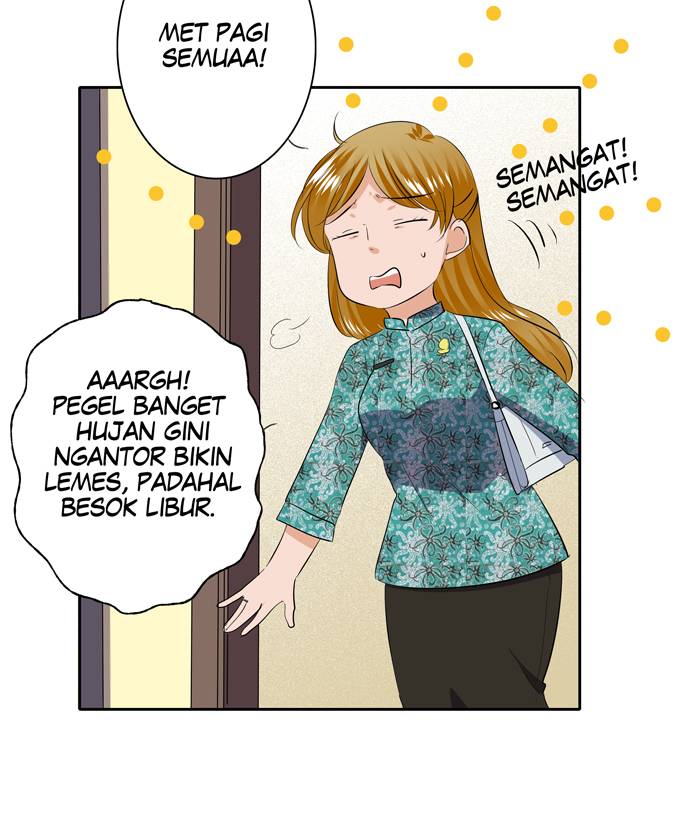 MET PAGI
SEMUAA!
SEMANGAT!
SEMANGAT!
AAARGH!
PEGEL BANGET
HUJAN GINI
NGANTOR BIKIN
LEMES, PADAHAL
BESOK LIBUR.